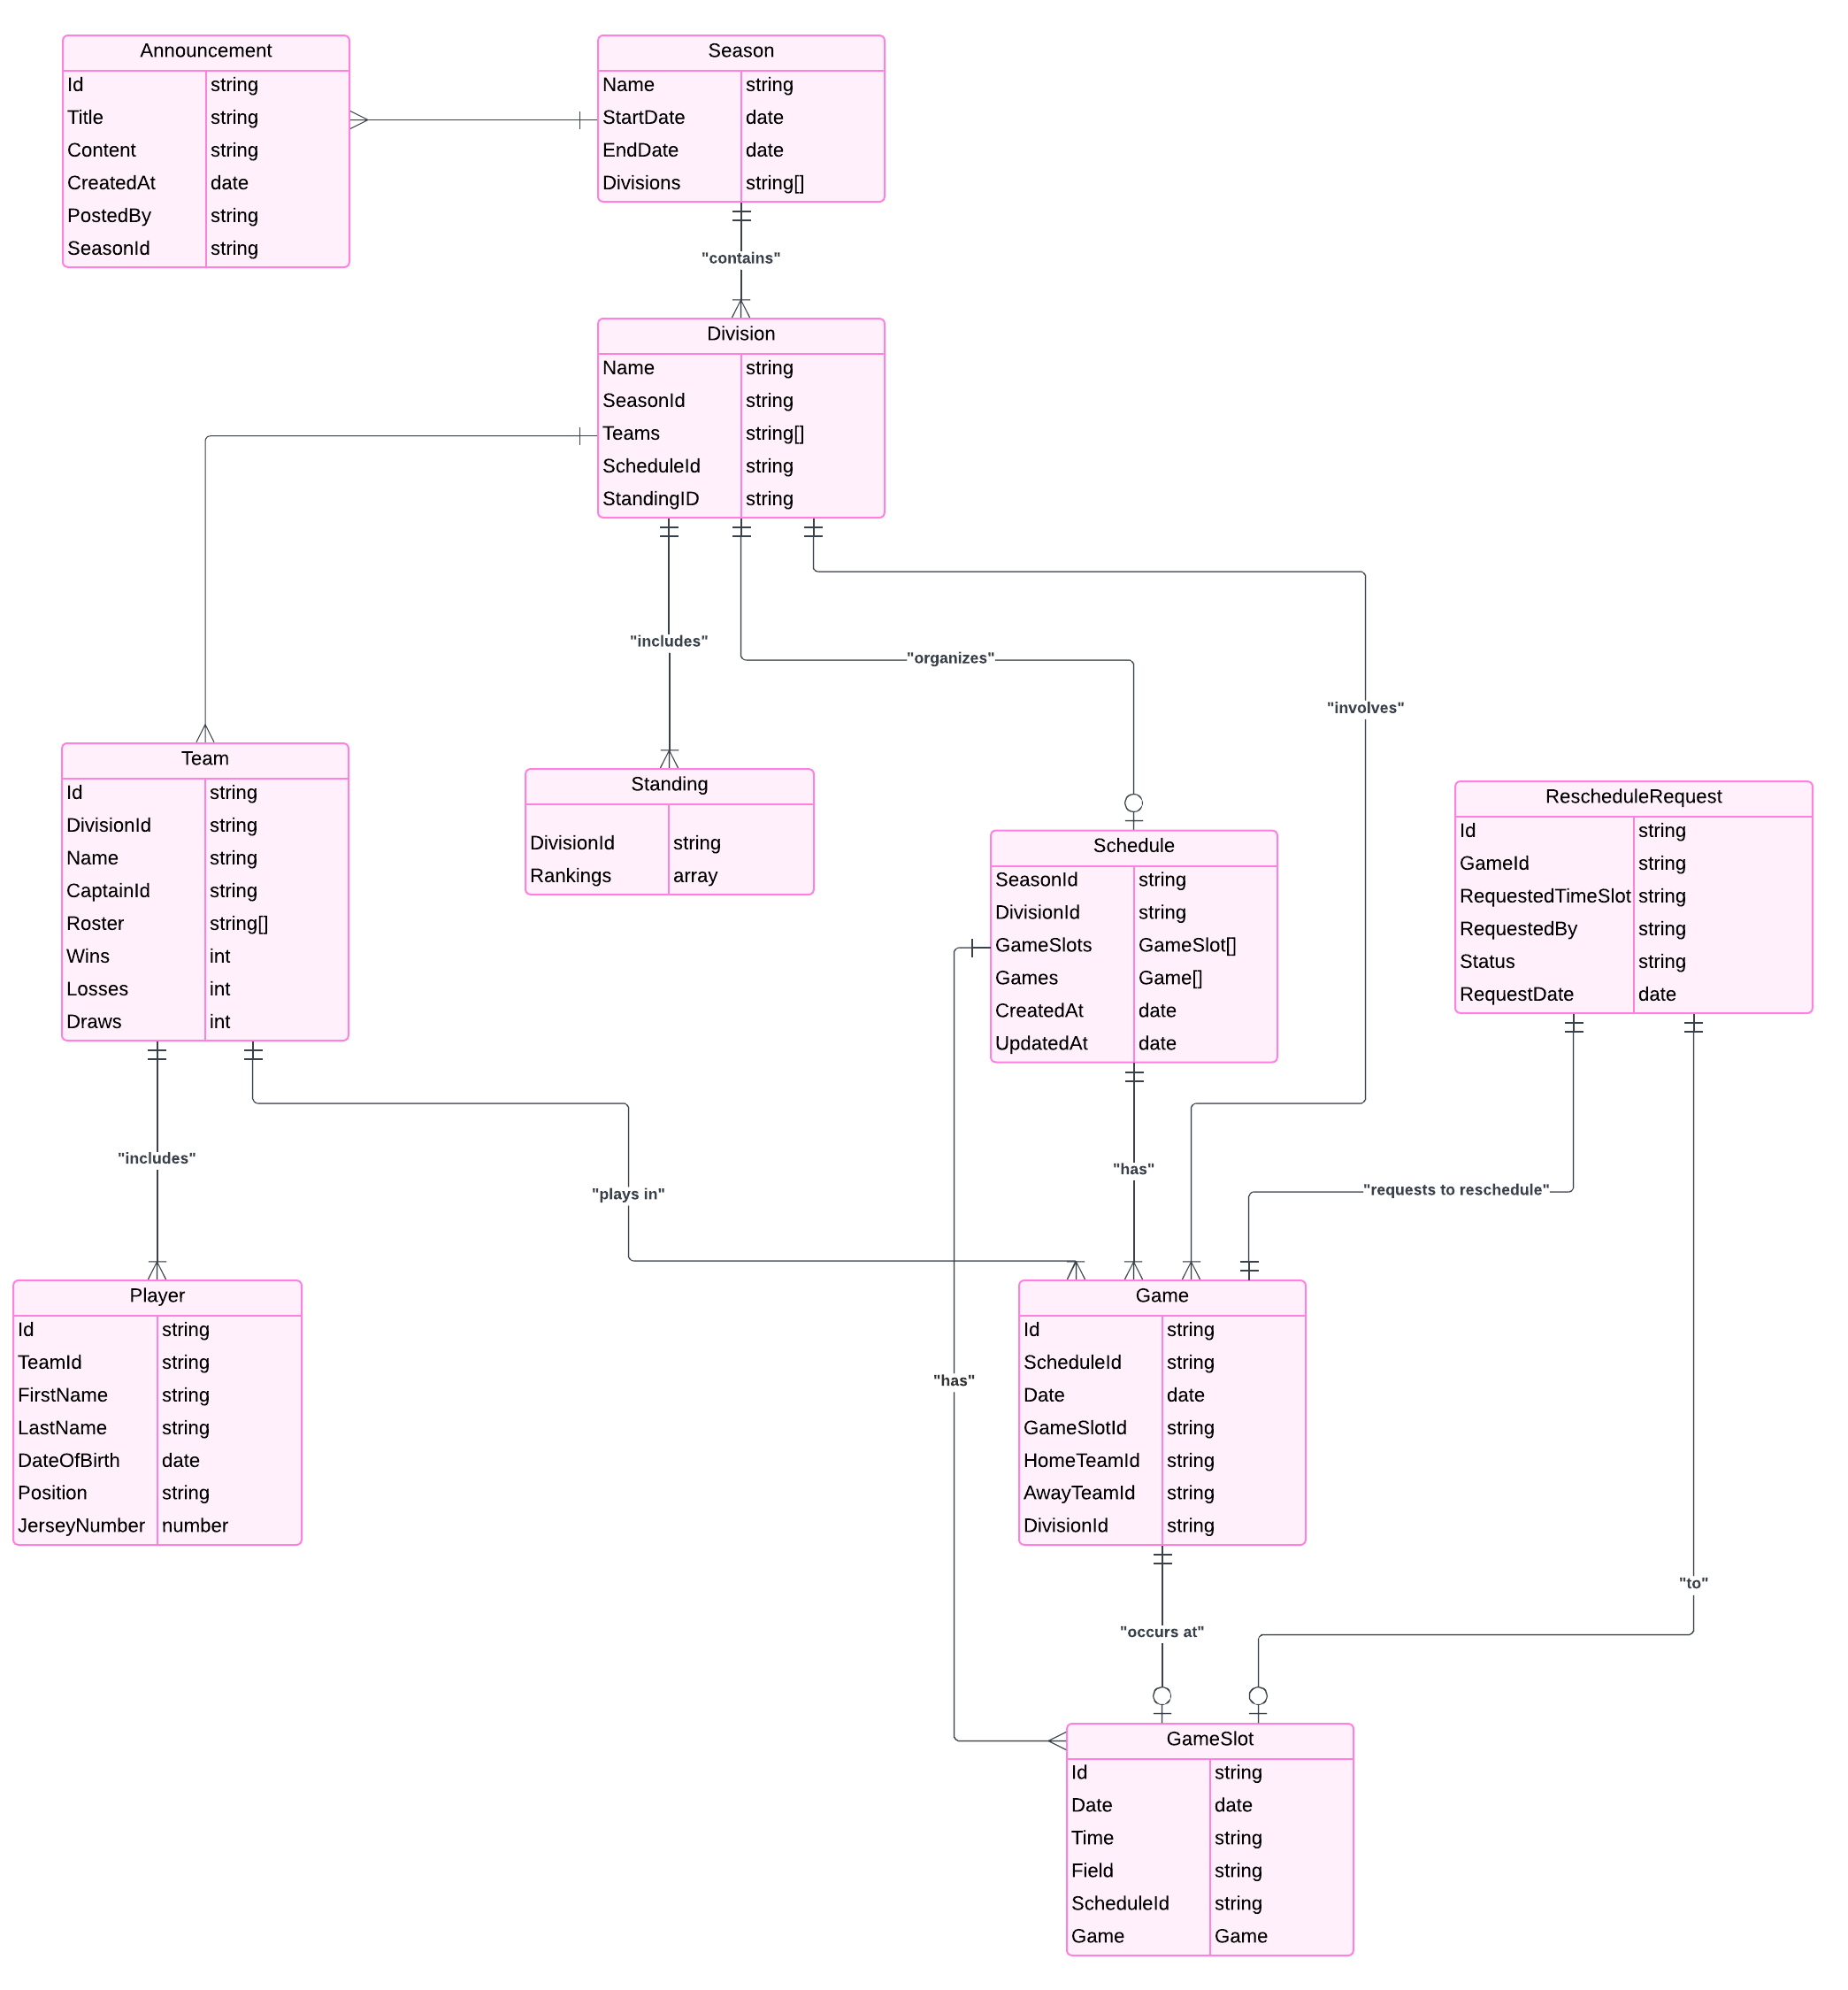 Announcement
Id string
Title string
Content string
CreatedAt date
PostedBy string
SeasonId string
Season
Name string
StartDate date
EndDate date
Divisions string[]
"contains"
Division
Name string
SeasonId string
Teams string[]
ScheduleId string
StandingID string
"includes"
"organizes"
"involves"
Team
Id string
DivisionId string
Name string
CaptainId string
Roster string[]
Wins int
Losses int
Draws int
Standing
DivisionId string
Rankings array
Schedule
SeasonId string
DivisionId string
GameSlots GameSlot[]
Games Game[]
CreatedAt date
UpdatedAt date
RescheduleRequest
Id string
GameId string
RequestedTimeSlot string
RequestedBy string
Status string
RequestDate date
"includes"
"plays in"
"has"
"requests to reschedule"
Player
Id string
TeamId string
FirstName string
LastName string
DateOfBirth date
Position string
JerseyNumber number
"has"
Game
Id string
ScheduleId string
Date date
GameSlotId string
HomeTeamId string
AwayTeamId string
DivisionId string
"to"
"occurs at"
GameSlot
Id string
Date date
Time string
Field string
ScheduleId string
Game Game